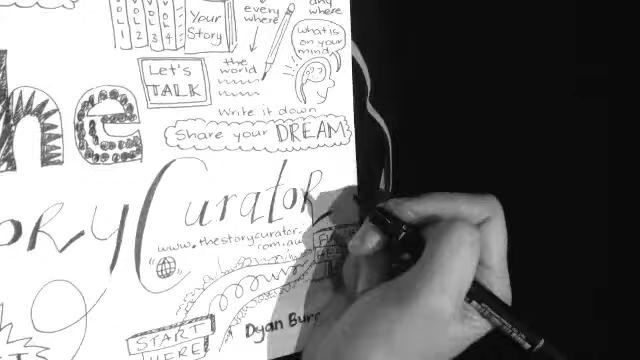 VOL 1 VOL 2 VOL 3 VOL 4
Your
Story
every
where
any
where
what is
on your
mind
Let's
TALK
the
world
Write it down
Share your DREAM
he
ory Curator
www.thestorycurator
.com.au
START
HERE
Dyan Bur